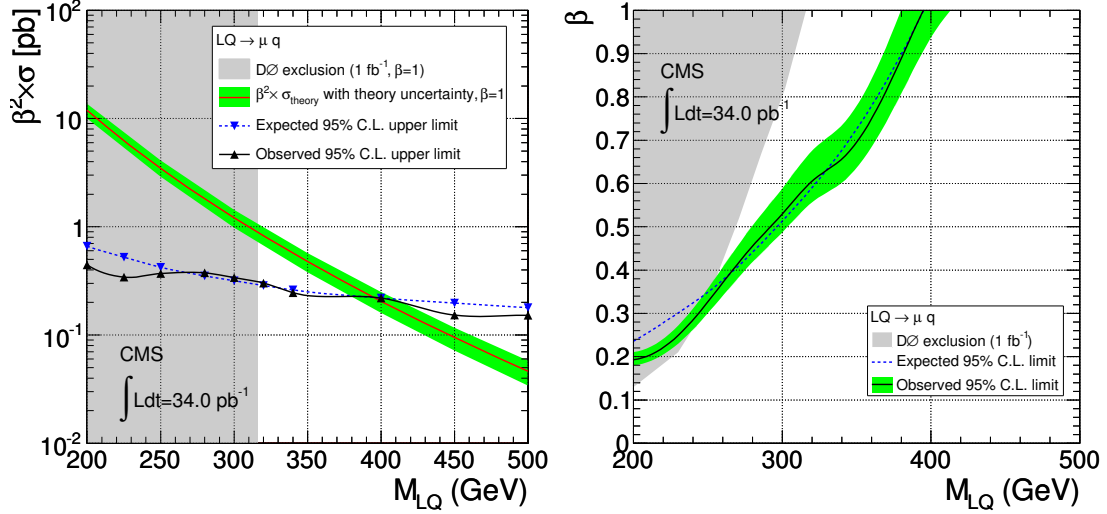 β²×σ [pb]
10²
10
1
10⁻¹
10⁻²
LQ → μ q
DØ exclusion (1 fb⁻¹, β=1)
β²× σ_theory with theory uncertainty, β=1
Expected 95% C.L. upper limit
Observed 95% C.L. upper limit
CMS
∫ Ldt=34.0 pb⁻¹
200 250 300 350 400 450 500
M_LQ (GeV)
β
1
0.9
0.8
0.7
0.6
0.5
0.4
0.3
0.2
0.1
0
CMS
∫ Ldt=34.0 pb⁻¹
LQ → μ q
DØ exclusion (1 fb⁻¹)
Expected 95% C.L. limit
Observed 95% C.L. limit
200 300 400 500
M_LQ (GeV)